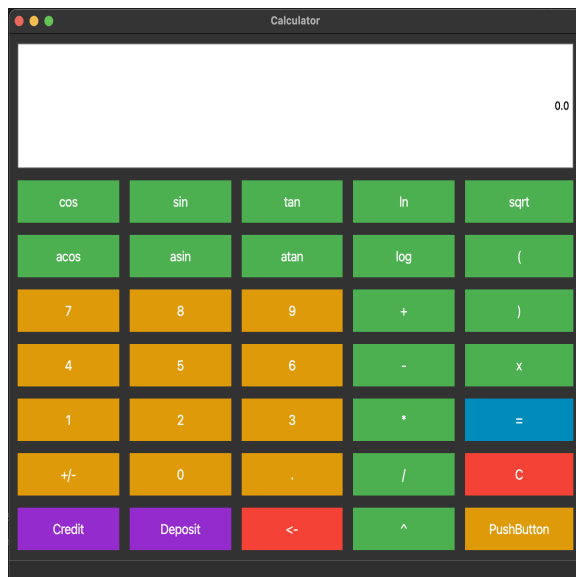 Calculator
0.0
cos sin tan ln sqrt
acos asin atan log (
7 8 9 + )
4 5 6 - x
1 2 3 * =
+/- 0 . / C
Credit Deposit <- ^ PushButton